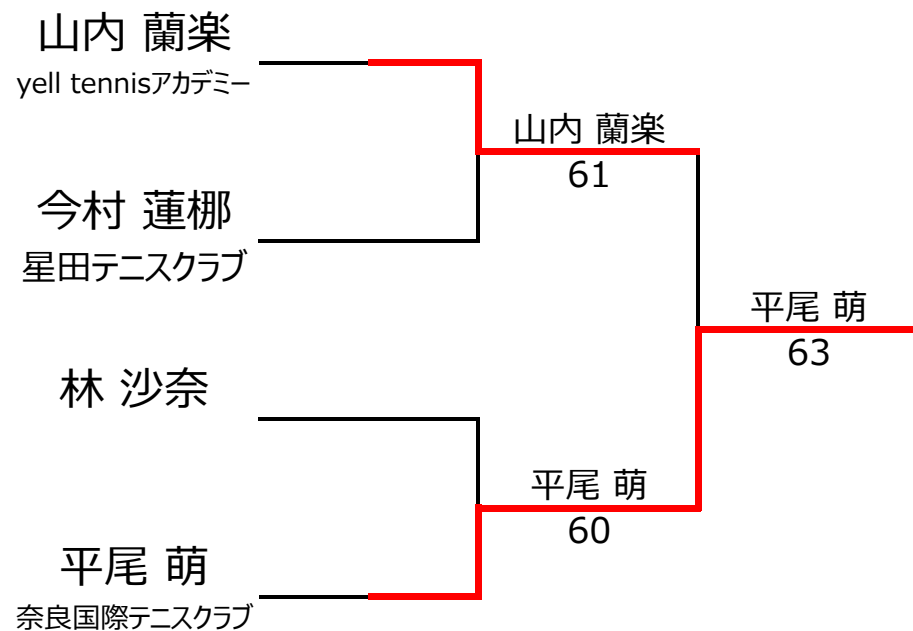 山内 蘭楽
yell tennisアカデミー
山内 蘭楽
61
今村 蓮梛
星田テニスクラブ
平尾 萌
63
林 沙奈
平尾 萌
60
平尾 萌
奈良国際テニスクラブ